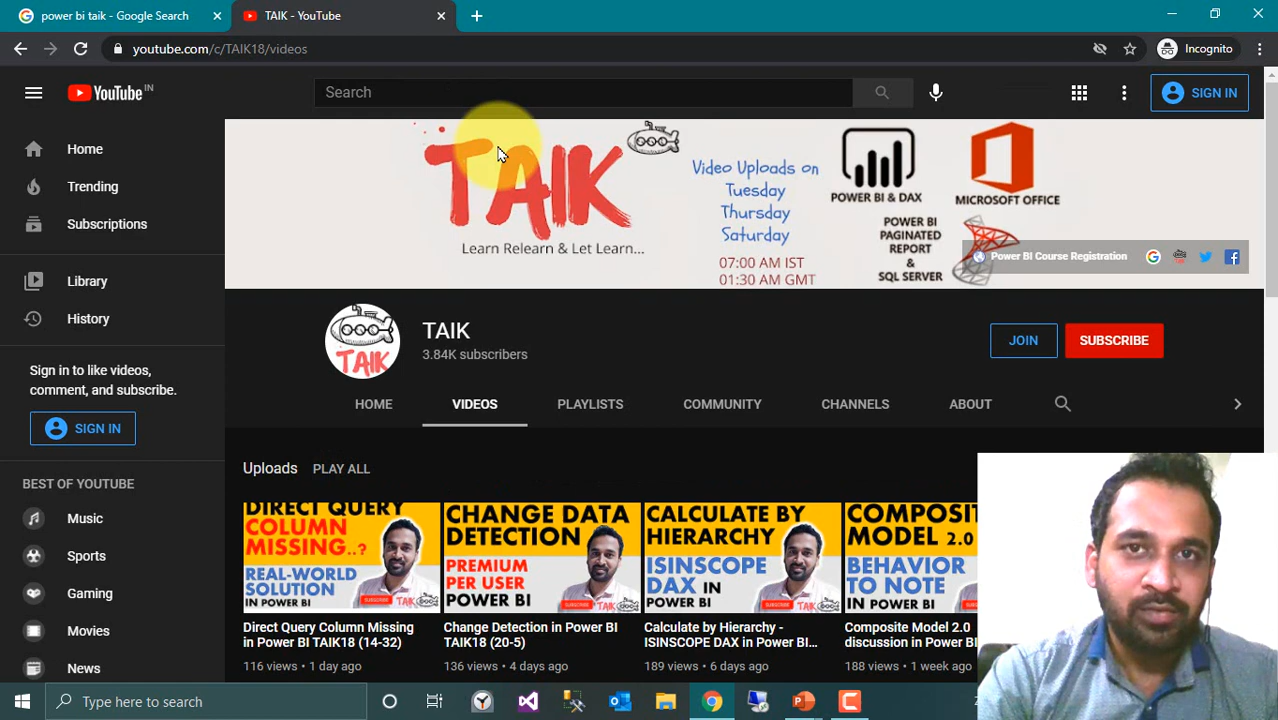 power bi taik - Google Search
TAIK - YouTube
youtube.com/c/TAIK18/videos
Incognito
YouTube IN
Search
SIGN IN
Home
Trending
Subscriptions
Library
History
Sign in to like videos,
comment, and subscribe.
SIGN IN
BEST OF YOUTUBE
Music
Sports
Gaming
Movies
News
TAIK
Learn Relearn & Let Learn...
Video Uploads on
Tuesday
Thursday
Saturday
07:00 AM IST
01:30 AM GMT
POWER BI & DAX
MICROSOFT OFFICE
POWER BI
PAGINATED
REPORT
&
SQL SERVER
Power BI Course Registration
TAIK
TAIK
3.84K subscribers
JOIN
SUBSCRIBE
HOME
VIDEOS
PLAYLISTS
COMMUNITY
CHANNELS
ABOUT
Uploads
PLAY ALL
DIRECT QUERY
COLUMN
MISSING..?
REAL-WORLD
SOLUTION
IN POWER BI
TAIK
CHANGE DATA
DETECTION
PREMIUM
PER USER
POWER BI
TAIK
CALCULATE BY
HIERARCHY
ISINSCOPE
DAX IN
POWER BI
TAIK
COMPOSIT
MODEL 2.0
BEHAVIOR
TO NOTE
IN POWER BI
Direct Query Column Missing
in Power BI TAIK18 (14-32)
116 views • 1 day ago
Change Detection in Power BI
TAIK18 (20-5)
136 views • 4 days ago
Calculate by Hierarchy -
ISINSCOPE DAX in Power BI...
189 views • 6 days ago
Composite Model 2.0
discussion in Power BI
188 views • 1 week ago
Type here to search